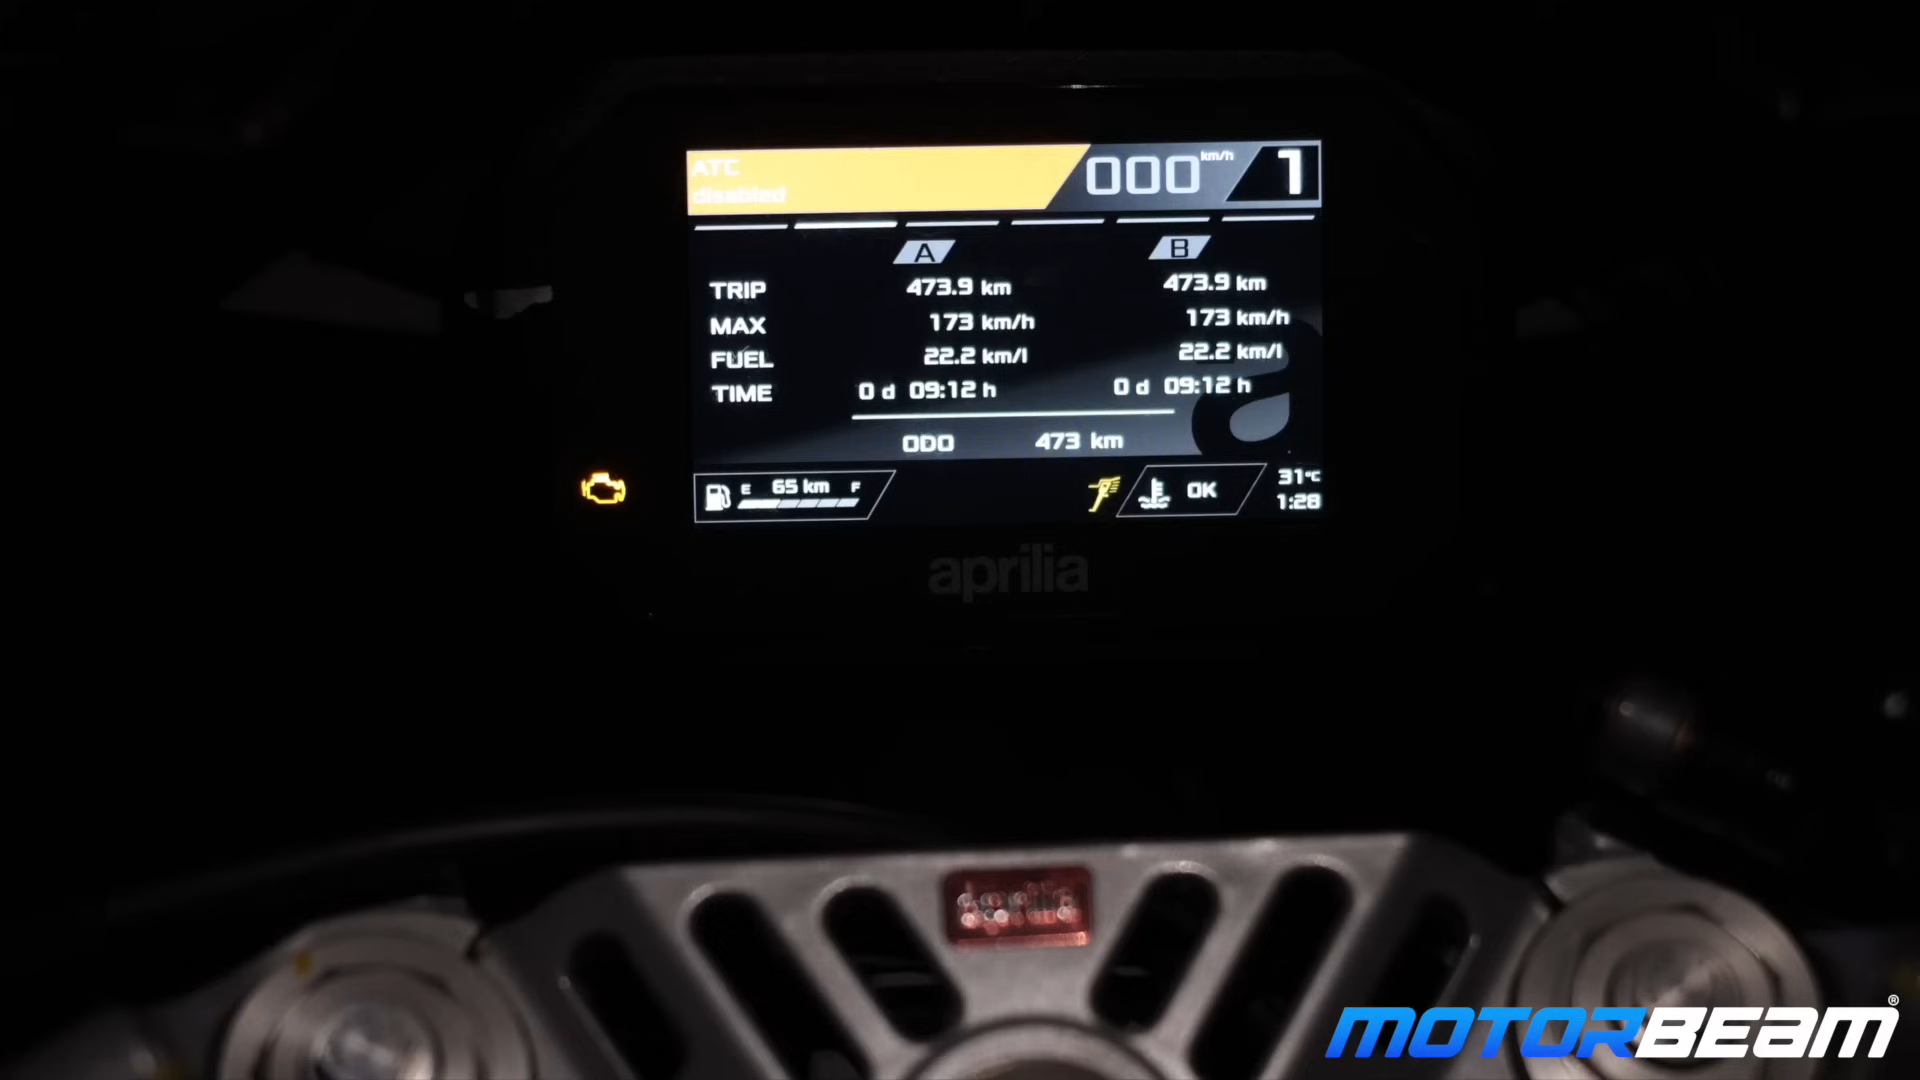 ATC
disabled
000 km/h 1
A B
TRIP 473.9 km 473.9 km
MAX 173 km/h 173 km/h
FUEL 22.2 km/l 22.2 km/l
TIME 0 d 09:12 h 0 d 09:12 h
ODO 473 km
E 65 km F
OK
31°C
1:28
aprilia
MOTORBEAM®